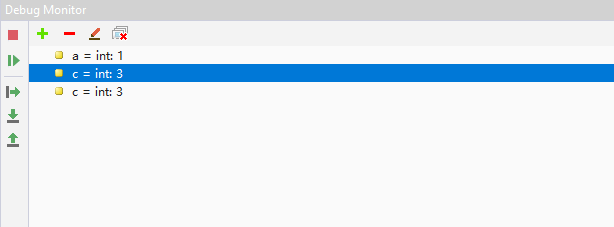 Debug Monitor
a = int: 1
c = int: 3
c = int: 3